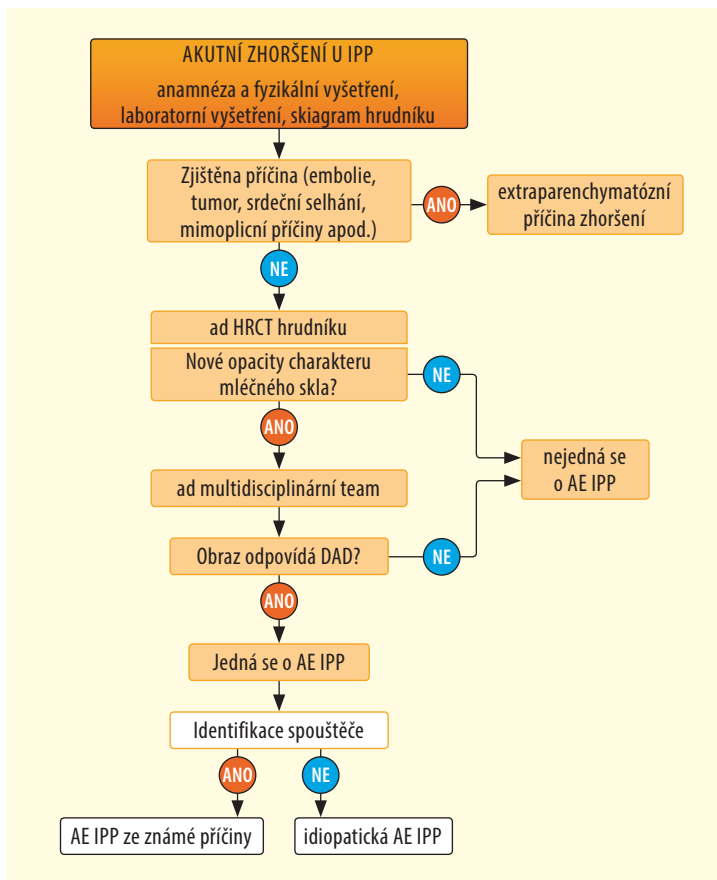 AKUTNÍ ZHORŠENÍ U IPP
anamnéza a fyzikální vyšetření,
laboratorní vyšetření, skiagram hrudníku
Zjištěna příčina (embolie,
tumor, srdeční selhání,
mimoplicní příčiny apod.)
ANO
extraparenchymatózní
příčina zhoršení
NE
ad HRCT hrudníku
Nové opacity charakteru
mléčného skla?
NE
ANO
nejedná se
o AE IPP
ad multidisciplinární team
Obraz odpovídá DAD?
NE
ANO
Jedná se o AE IPP
Identifikace spouštěče
ANO
NE
AE IPP ze známé příčiny
idiopatická AE IPP